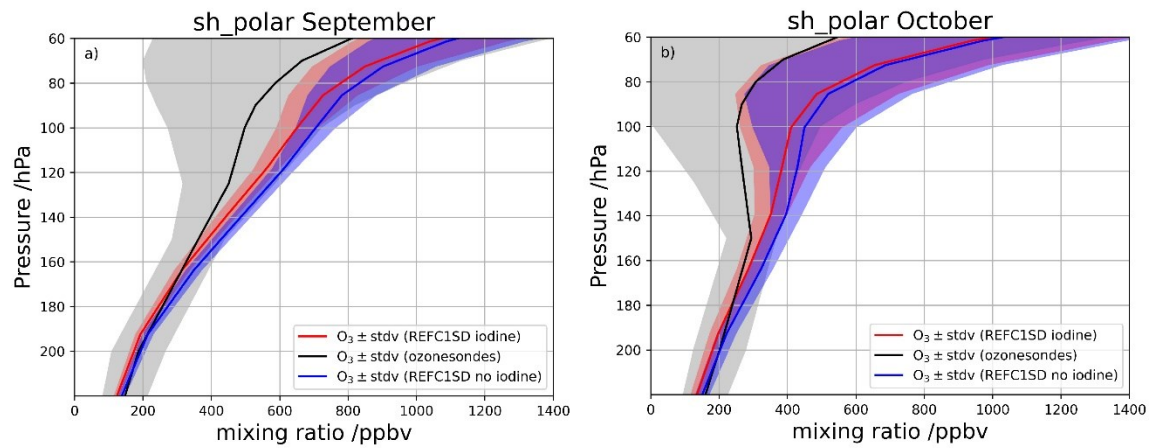 sh_polar September
a)
60
80
100
120
140
160
180
200
Pressure /hPa
O₃ ± stdv (REFC1SD iodine)
O₃ ± stdv (ozonesondes)
O₃ ± stdv (REFC1SD no iodine)
0 200 400 600 800 1000 1200 1400
mixing ratio /ppbv
sh_polar October
b)
60
80
100
120
140
160
180
200
Pressure /hPa
O₃ ± stdv (REFC1SD iodine)
O₃ ± stdv (ozonesondes)
O₃ ± stdv (REFC1SD no iodine)
0 200 400 600 800 1000 1200 1400
mixing ratio /ppbv